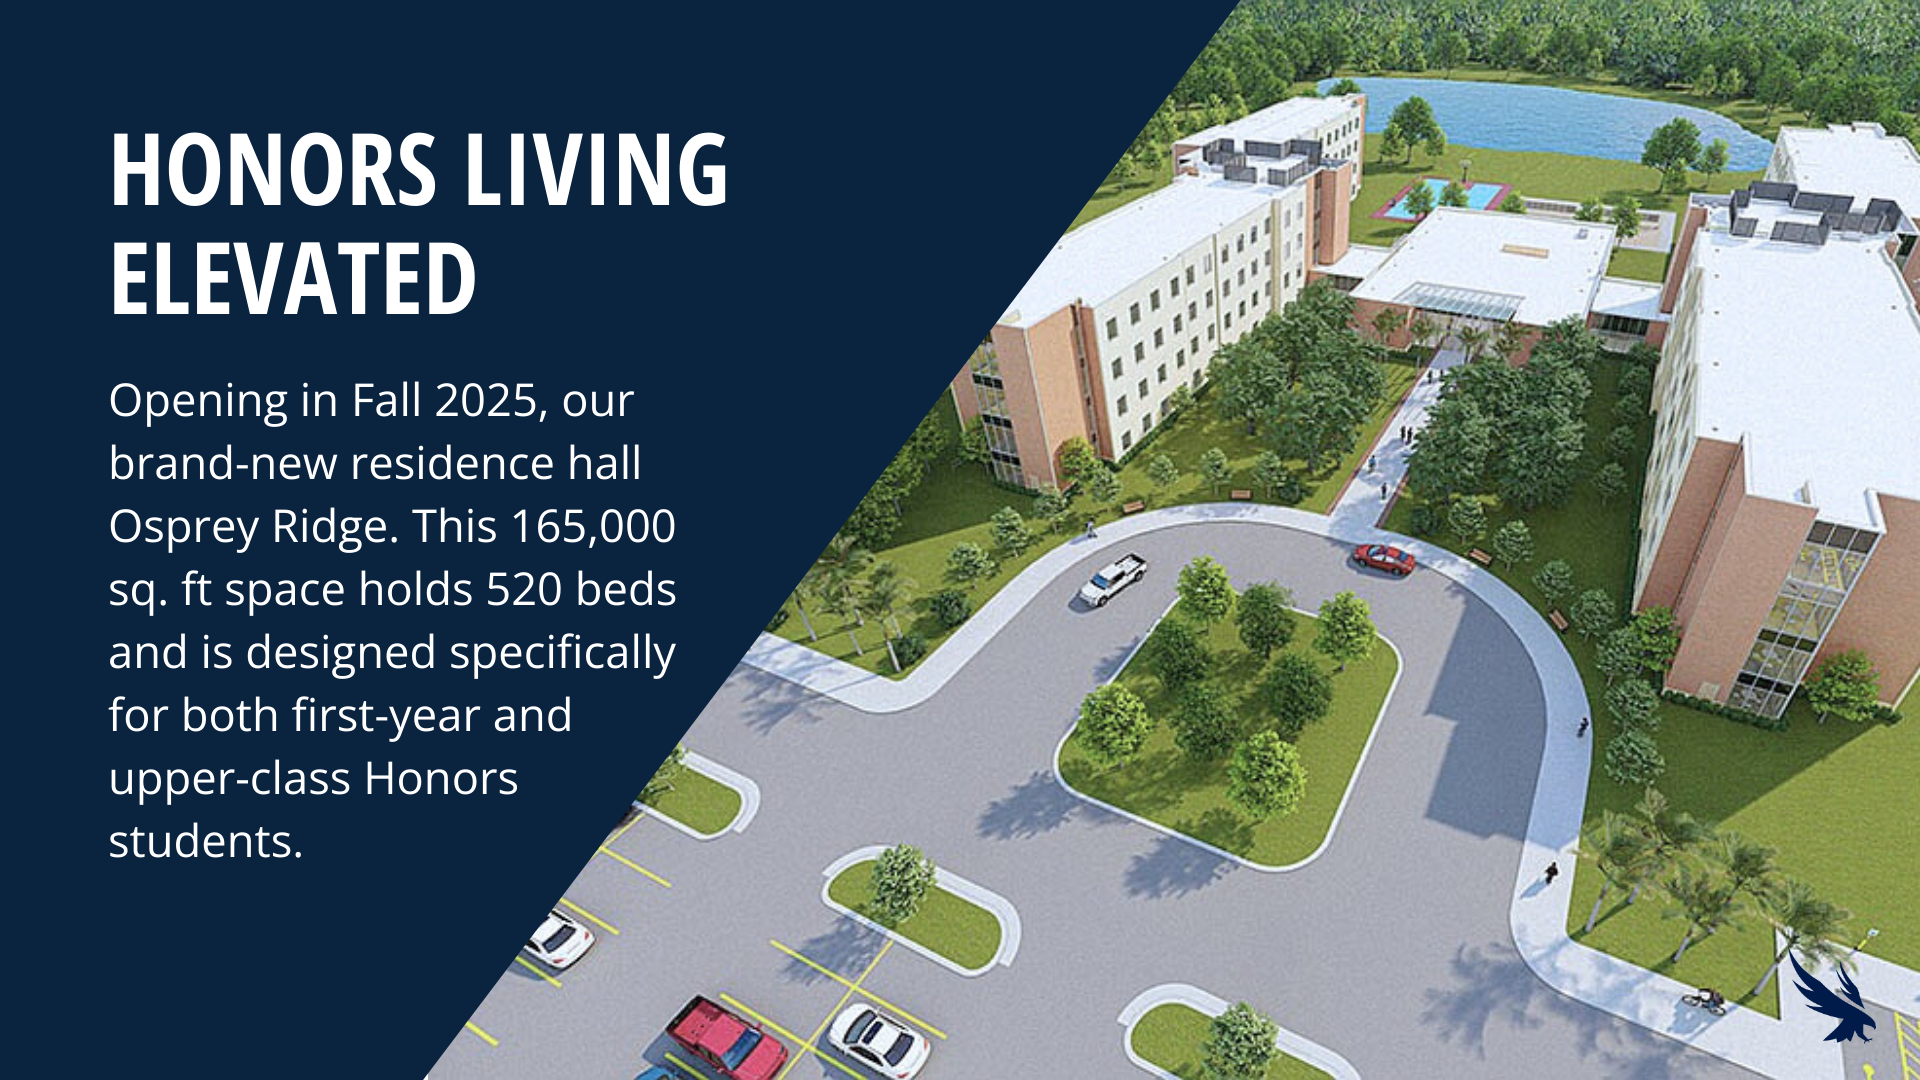 HONORS LIVING
ELEVATED
Opening in Fall 2025, our
brand-new residence hall
Osprey Ridge. This 165,000
sq. ft space holds 520 beds
and is designed specifically
for both first-year and
upper-class Honors
students.